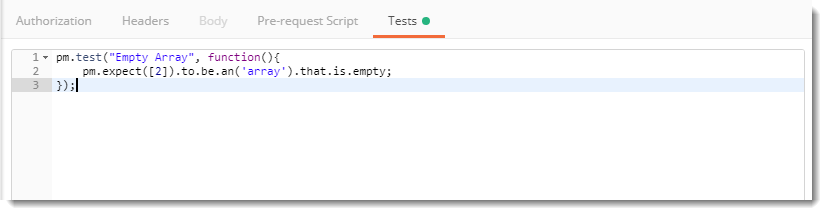 Authorization Headers Body Pre-request Script Tests
1 pm.test("Empty Array", function(){
2 pm.expect([2]).to.be.an('array').that.is.empty;
3 });